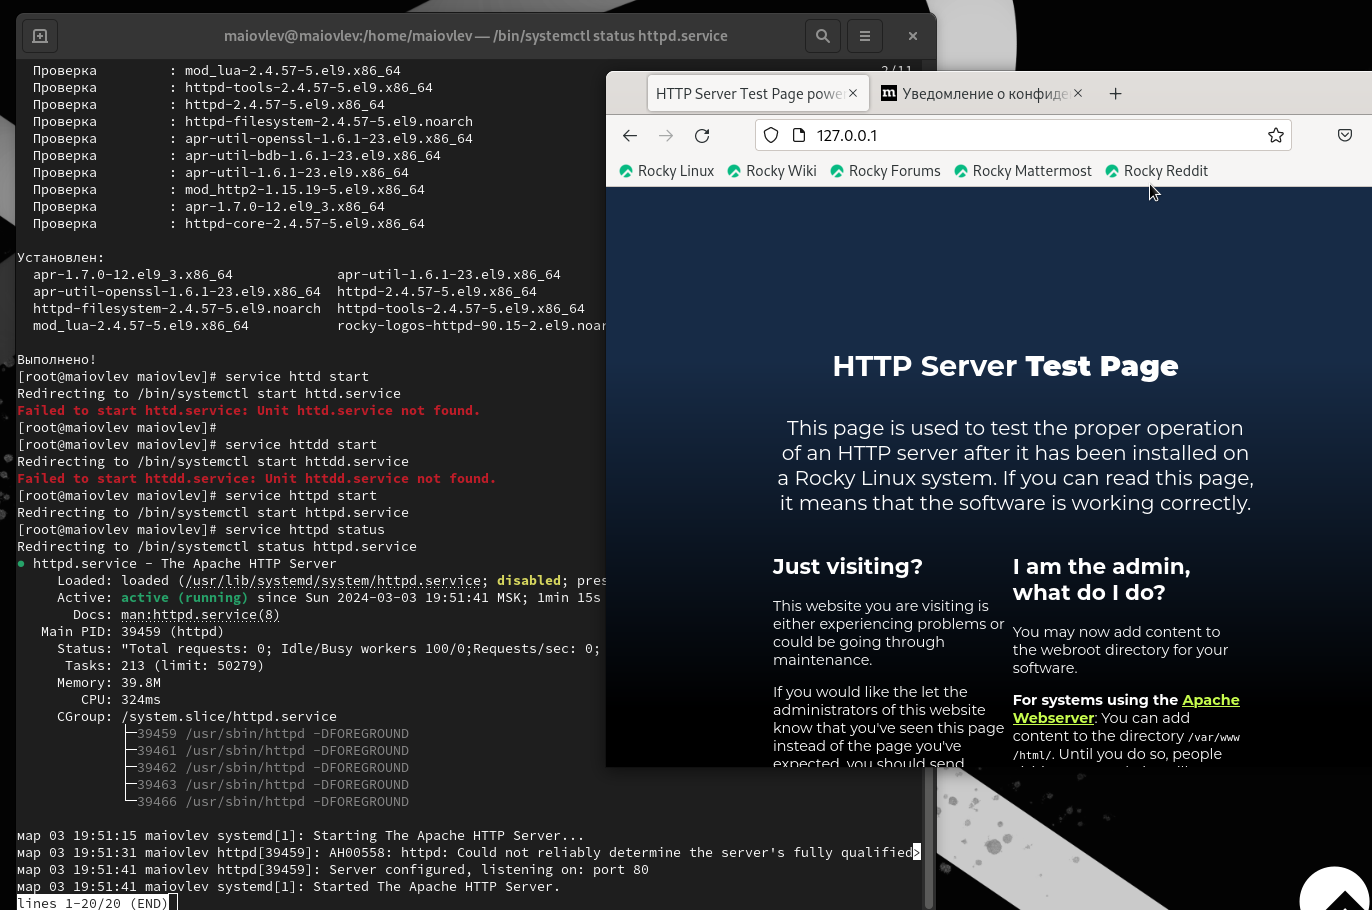 maiovlev@maiovlev:/home/maiovlev — /bin/systemctl status httpd.service
Проверка : mod_lua-2.4.57-5.el9.x86_64 2/11
Проверка : httpd-tools-2.4.57-5.el9.x86_64
Проверка : httpd-2.4.57-5.el9.x86_64
Проверка : httpd-filesystem-2.4.57-5.el9.noarch
Проверка : apr-util-openssl-1.6.1-23.el9.x86_64
Проверка : apr-util-bdb-1.6.1-23.el9.x86_64
Проверка : apr-util-1.6.1-23.el9.x86_64
Проверка : mod_http2-1.15.19-5.el9.x86_64
Проверка : apr-1.7.0-12.el9_3.x86_64
Проверка : httpd-core-2.4.57-5.el9.x86_64
Установлен:
apr-1.7.0-12.el9_3.x86_64 apr-util-1.6.1-23.el9.x86_64
apr-util-openssl-1.6.1-23.el9.x86_64 httpd-2.4.57-5.el9.x86_64
httpd-filesystem-2.4.57-5.el9.noarch httpd-tools-2.4.57-5.el9.x86_64
mod_lua-2.4.57-5.el9.x86_64 rocky-logos-httpd-90.15-2.el9.noar
Выполнено!
[root@maiovlev maiovlev]# service httd start
Redirecting to /bin/systemctl start httd.service
Failed to start httd.service: Unit httd.service not found.
[root@maiovlev maiovlev]#
[root@maiovlev maiovlev]# service httdd start
Redirecting to /bin/systemctl start httdd.service
Failed to start httdd.service: Unit httdd.service not found.
[root@maiovlev maiovlev]# service httpd start
Redirecting to /bin/systemctl start httpd.service
[root@maiovlev maiovlev]# service httpd status
Redirecting to /bin/systemctl status httpd.service
● httpd.service - The Apache HTTP Server
Loaded: loaded (/usr/lib/systemd/system/httpd.service; disabled; pres
Active: active (running) since Sun 2024-03-03 19:51:41 MSK; 1min 15s
Docs: man:httpd.service(8)
Main PID: 39459 (httpd)
Status: "Total requests: 0; Idle/Busy workers 100/0;Requests/sec: 0;
Tasks: 213 (limit: 50279)
Memory: 39.8M
CPU: 324ms
CGroup: /system.slice/httpd.service
├─39459 /usr/sbin/httpd -DFOREGROUND
├─39461 /usr/sbin/httpd -DFOREGROUND
├─39462 /usr/sbin/httpd -DFOREGROUND
├─39463 /usr/sbin/httpd -DFOREGROUND
└─39466 /usr/sbin/httpd -DFOREGROUND
мар 03 19:51:15 maiovlev systemd[1]: Starting The Apache HTTP Server...
мар 03 19:51:31 maiovlev httpd[39459]: AH00558: httpd: Could not reliably determine the server's fully qualified>
мар 03 19:51:41 maiovlev httpd[39459]: Server configured, listening on: port 80
мар 03 19:51:41 maiovlev systemd[1]: Started The Apache HTTP Server.
lines 1-20/20 (END)
HTTP Server Test Page powe
m Уведомление о конфиде
127.0.0.1
Rocky Linux Rocky Wiki Rocky Forums Rocky Mattermost Rocky Reddit
HTTP Server Test Page
This page is used to test the proper operation
of an HTTP server after it has been installed on
a Rocky Linux system. If you can read this page,
it means that the software is working correctly.
Just visiting?
This website you are visiting is
either experiencing problems or
could be going through
maintenance.
If you would like the let the
administrators of this website
know that you've seen this page
instead of the page you've
expected, you should send
I am the admin,
what do I do?
You may now add content to
the webroot directory for your
software.
For systems using the Apache
Webserver: You can add
content to the directory /var/www
/html/. Until you do so, people